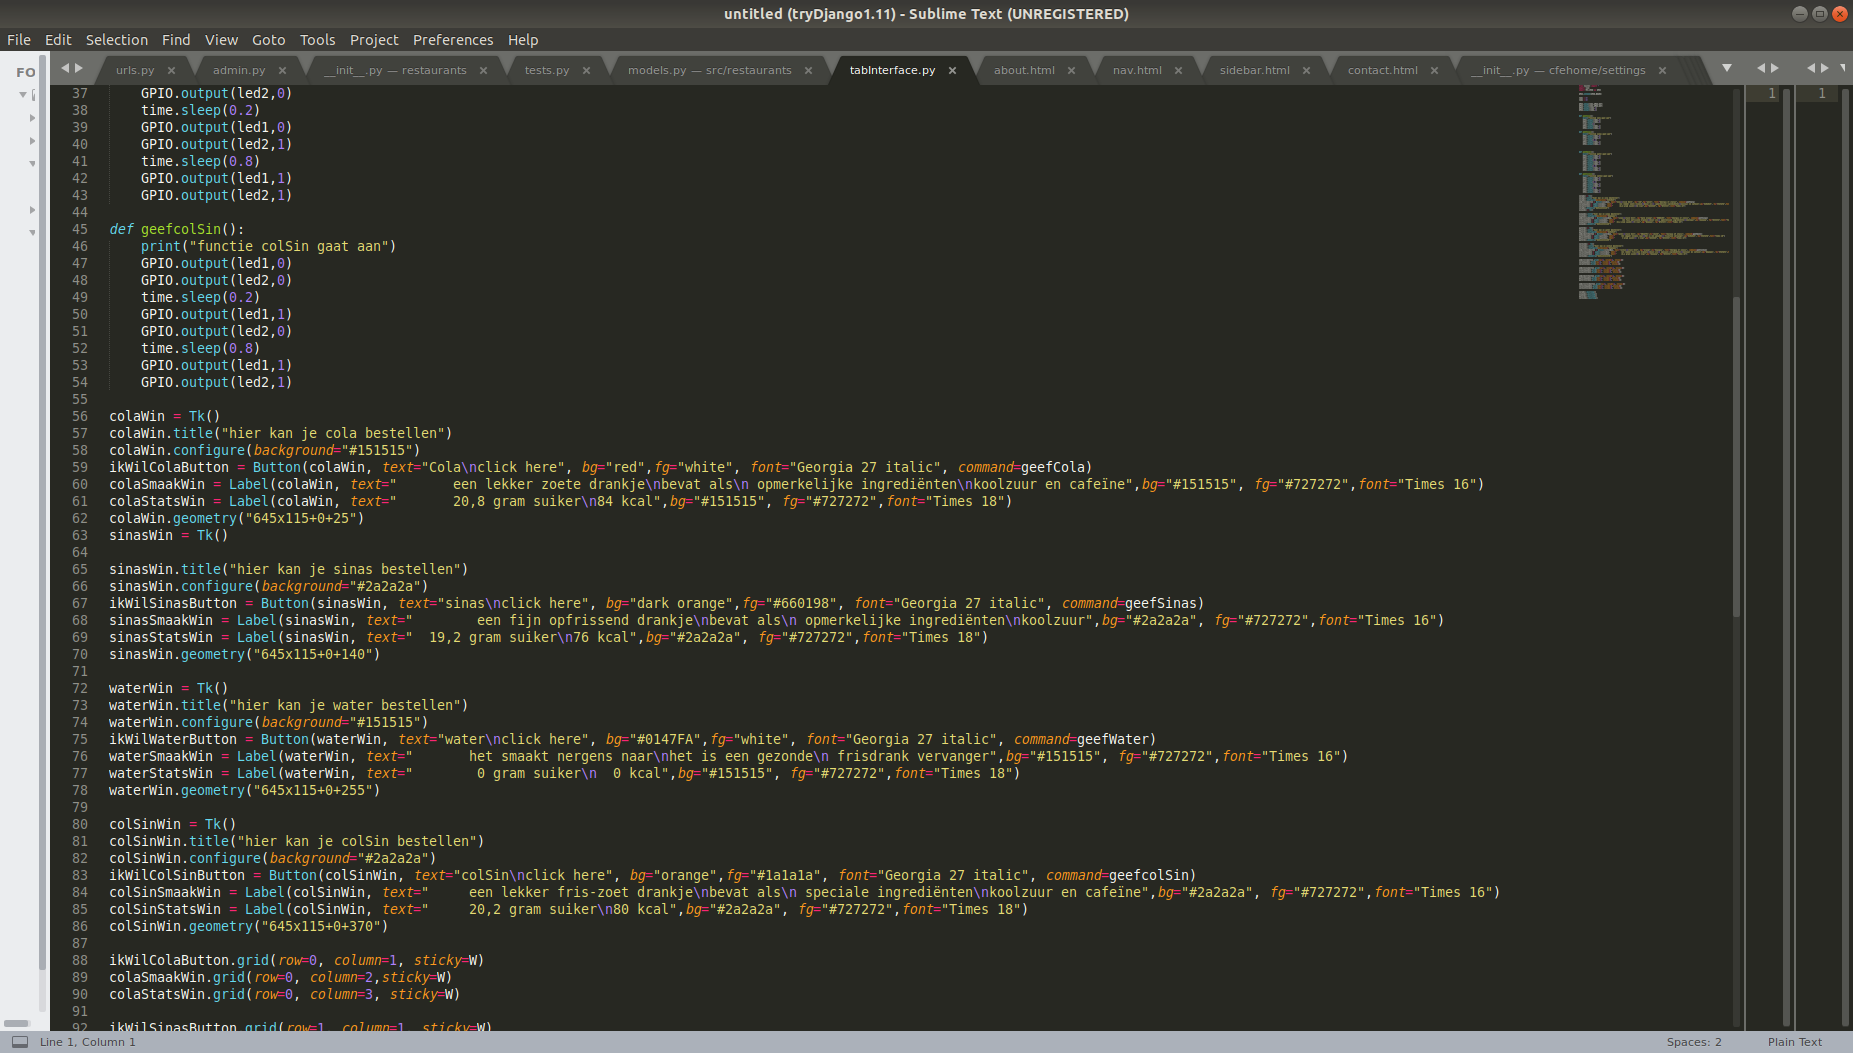 untitled (tryDjango1.11) - Sublime Text (UNREGISTERED)
File Edit Selection Find View Goto Tools Project Preferences Help
FO
urls.py × admin.py × __init__.py — restaurants × tests.py × models.py — src/restaurants × tabInterface.py × about.html × nav.html × sidebar.html × contact.html × __init__.py — cfehome/settings ×
1 1
37 GPIO.output(led2,0)
38 time.sleep(0.2)
39 GPIO.output(led1,0)
40 GPIO.output(led2,1)
41 time.sleep(0.8)
42 GPIO.output(led1,1)
43 GPIO.output(led2,1)
44
45 def geefcolSin():
46 print("functie colSin gaat aan")
47 GPIO.output(led1,0)
48 GPIO.output(led2,0)
49 time.sleep(0.2)
50 GPIO.output(led1,1)
51 GPIO.output(led2,0)
52 time.sleep(0.8)
53 GPIO.output(led1,1)
54 GPIO.output(led2,1)
55
56 colaWin = Tk()
57 colaWin.title("hier kan je cola bestellen")
58 colaWin.configure(background="#151515")
59 ikWilColaButton = Button(colaWin, text="Cola\nclick here", bg="red",fg="white", font="Georgia 27 italic", command=geefCola)
60 colaSmaakWin = Label(colaWin, text="       een lekker zoete drankje\nbevat als\n opmerkelijke ingrediënten\nkoolzuur en cafeïne",bg="#151515", fg="#727272",font="Times 16")
61 colaStatsWin = Label(colaWin, text="       20,8 gram suiker\n84 kcal",bg="#151515", fg="#727272",font="Times 18")
62 colaWin.geometry("645x115+0+25")
63 sinasWin = Tk()
64
65 sinasWin.title("hier kan je sinas bestellen")
66 sinasWin.configure(background="#2a2a2a")
67 ikWilSinasButton = Button(sinasWin, text="sinas\nclick here", bg="dark orange",fg="#660198", font="Georgia 27 italic", command=geefSinas)
68 sinasSmaakWin = Label(sinasWin, text="        een fijn opfrissend drankje\nbevat als\n opmerkelijke ingrediënten\nkoolzuur",bg="#2a2a2a", fg="#727272",font="Times 16")
69 sinasStatsWin = Label(sinasWin, text="  19,2 gram suiker\n76 kcal",bg="#2a2a2a", fg="#727272",font="Times 18")
70 sinasWin.geometry("645x115+0+140")
71
72 waterWin = Tk()
73 waterWin.title("hier kan je water bestellen")
74 waterWin.configure(background="#151515")
75 ikWilWaterButton = Button(waterWin, text="water\nclick here", bg="#0147FA",fg="white", font="Georgia 27 italic", command=geefWater)
76 waterSmaakWin = Label(waterWin, text="       het smaakt nergens naar\nhet is een gezonde\n frisdrank vervanger",bg="#151515", fg="#727272",font="Times 16")
77 waterStatsWin = Label(waterWin, text="        0 gram suiker\n  0 kcal",bg="#151515", fg="#727272",font="Times 18")
78 waterWin.geometry("645x115+0+255")
79
80 colSinWin = Tk()
81 colSinWin.title("hier kan je colSin bestellen")
82 colSinWin.configure(background="#2a2a2a")
83 ikWilColSinButton = Button(colSinWin, text="colSin\nclick here", bg="orange",fg="#1a1a1a", font="Georgia 27 italic", command=geefcolSin)
84 colSinSmaakWin = Label(colSinWin, text="     een lekker fris-zoet drankje\nbevat als\n speciale ingrediënten\nkoolzuur en cafeïne",bg="#2a2a2a", fg="#727272",font="Times 16")
85 colSinStatsWin = Label(colSinWin, text="     20,2 gram suiker\n80 kcal",bg="#2a2a2a", fg="#727272",font="Times 18")
86 colSinWin.geometry("645x115+0+370")
87
88 ikWilColaButton.grid(row=0, column=1, sticky=W)
89 colaSmaakWin.grid(row=0, column=2,sticky=W)
90 colaStatsWin.grid(row=0, column=3, sticky=W)
91
92 ikWilSinasButton.grid(row=1, column=1, sticky=W)
Line 1, Column 1 Spaces: 2 Plain Text